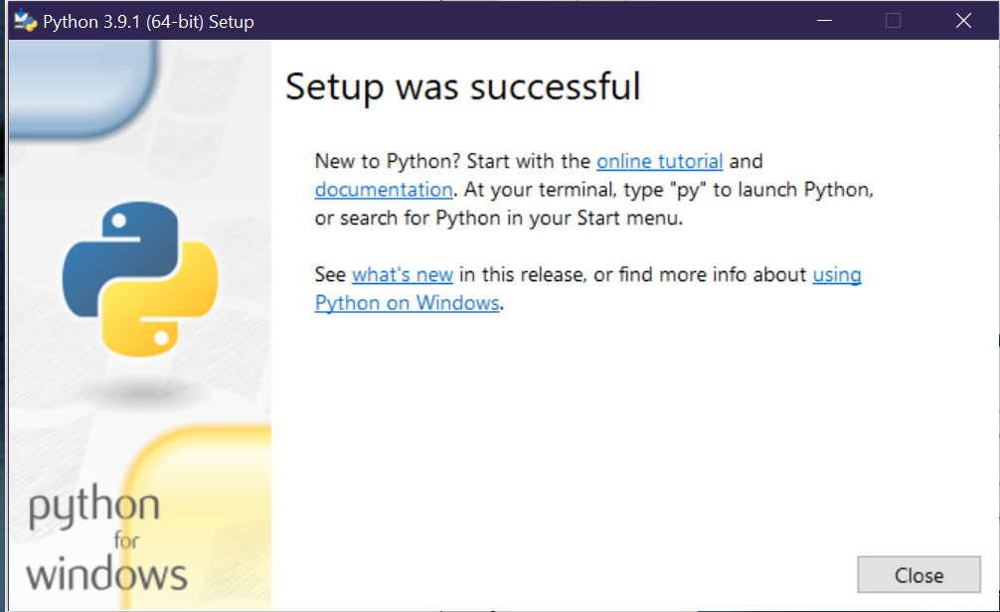 Python 3.9.1 (64-bit) Setup
Setup was successful
New to Python? Start with the online tutorial and
documentation. At your terminal, type "py" to launch Python,
or search for Python in your Start menu.
See what's new in this release, or find more info about using
Python on Windows.
python
for
windows
Close